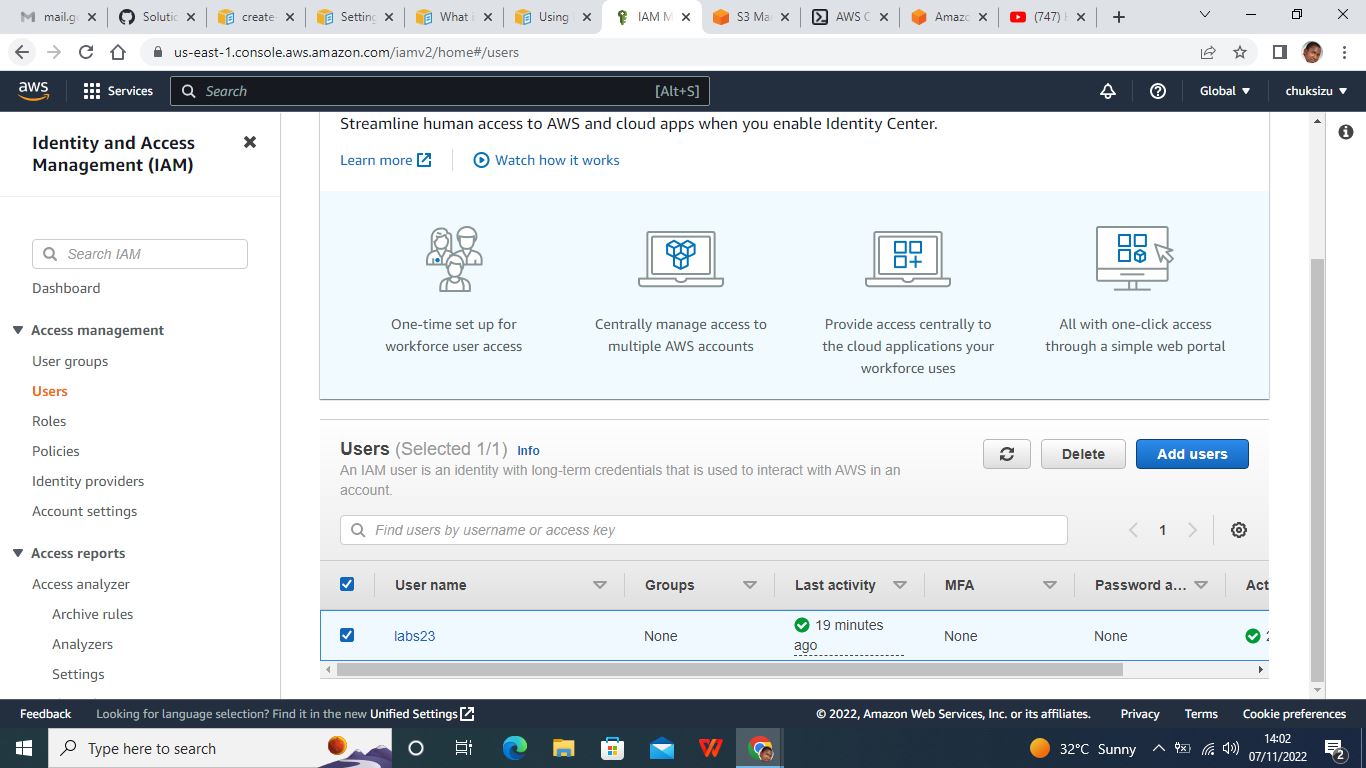 mail.g
Solutic
create-
Setting
What i
Using
IAM M
S3 Ma
AWS C
Amazo
(747)
us-east-1.console.aws.amazon.com/iamv2/home#/users
aws
Services
Search
[Alt+S]
Global
chuksizu
Identity and Access
Management (IAM)
Search IAM
Dashboard
Access management
User groups
Users
Roles
Policies
Identity providers
Account settings
Access reports
Access analyzer
Archive rules
Analyzers
Settings
Streamline human access to AWS and cloud apps when you enable Identity Center.
Learn more
Watch how it works
One-time set up for
workforce user access
Centrally manage access to
multiple AWS accounts
Provide access centrally to
the cloud applications your
workforce uses
All with one-click access
through a simple web portal
Users (Selected 1/1) Info
An IAM user is an identity with long-term credentials that is used to interact with AWS in an
account.
Delete
Add users
Find users by username or access key
1
User name
Groups
Last activity
MFA
Password a...
Act
labs23
None
19 minutes
ago
None
None
Feedback
Looking for language selection? Find it in the new Unified Settings
© 2022, Amazon Web Services, Inc. or its affiliates.
Privacy
Terms
Cookie preferences
Type here to search
32°C Sunny
14:02
07/11/2022
2